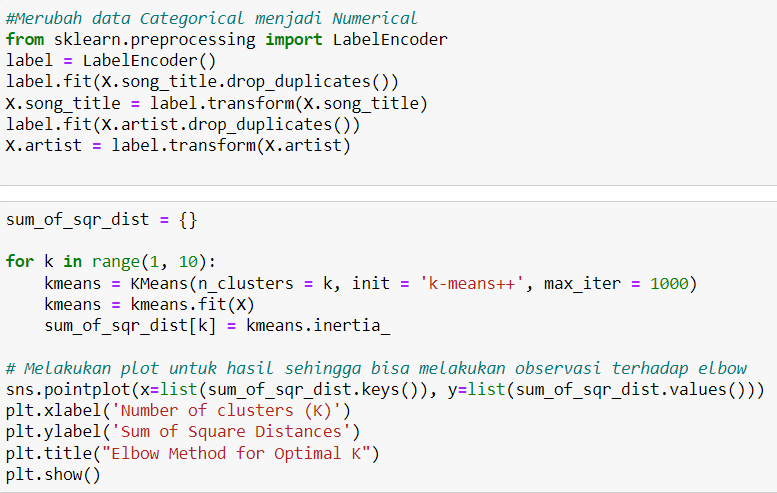 #Merubah data Categorical menjadi Numerical
from sklearn.preprocessing import LabelEncoder
label = LabelEncoder()
label.fit(X.song_title.drop_duplicates())
X.song_title = label.transform(X.song_title)
label.fit(X.artist.drop_duplicates())
X.artist = label.transform(X.artist)
sum_of_sqr_dist = {}
for k in range(1, 10):
    kmeans = KMeans(n_clusters = k, init = 'k-means++', max_iter = 1000)
    kmeans = kmeans.fit(X)
    sum_of_sqr_dist[k] = kmeans.inertia_
# Melakukan plot untuk hasil sehingga bisa melakukan observasi terhadap elbow
sns.pointplot(x=list(sum_of_sqr_dist.keys()), y=list(sum_of_sqr_dist.values()))
plt.xlabel('Number of clusters (K)')
plt.ylabel('Sum of Square Distances')
plt.title("Elbow Method for Optimal K")
plt.show()